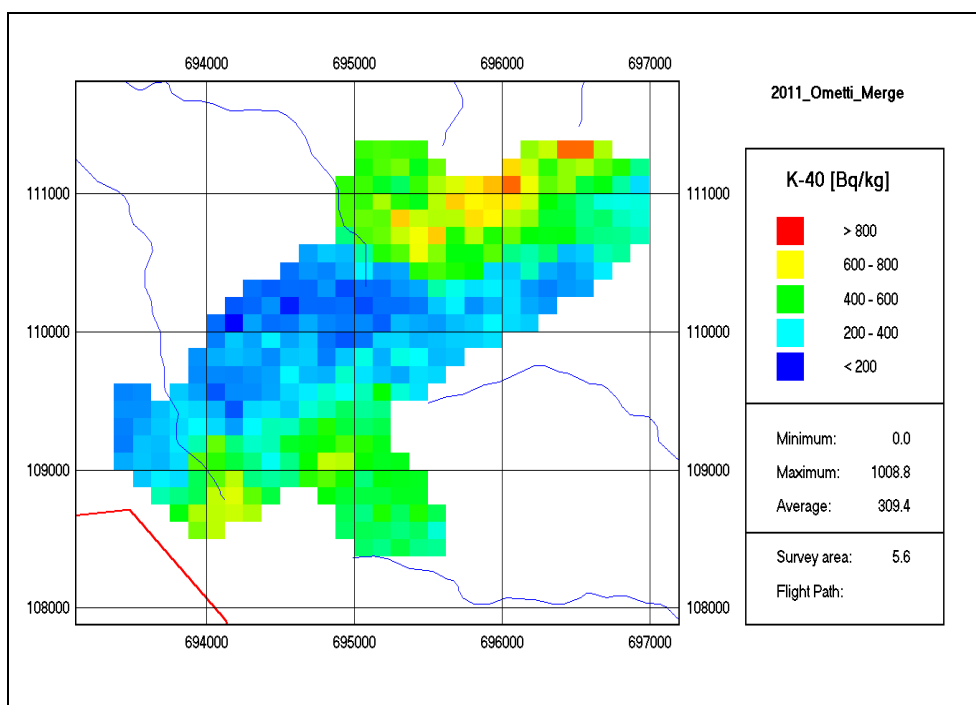 694000 695000 696000 697000
2011_Ometti_Merge
111000 111000
110000 110000
109000 109000
108000 108000
694000 695000 696000 697000
K-40 [Bq/kg]
> 800
600 - 800
400 - 600
200 - 400
< 200
Minimum: 0.0
Maximum: 1008.8
Average: 309.4
Survey area: 5.6
Flight Path: